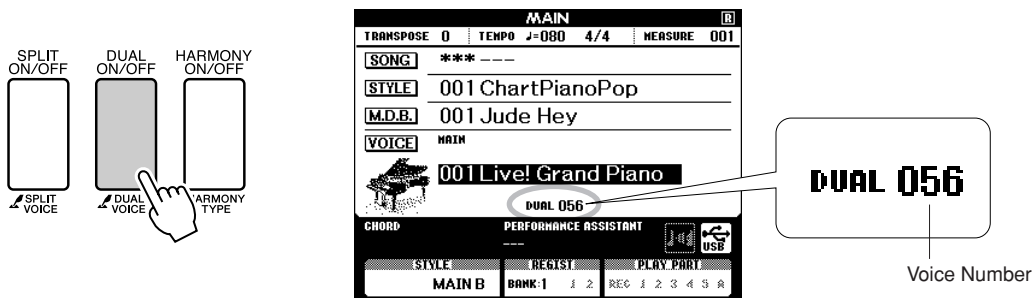 SPLIT ON/OFF
DUAL ON/OFF
HARMONY ON/OFF
SPLIT VOICE
DUAL VOICE
ARMONY TYPE
MAIN R
TRANSPOSE 0 TEMPO ♩=080 4/4 MEASURE 001
SONG *** ---
STYLE 001 ChartPianoPop
M.D.B. 001 Jude Hey
VOICE MAIN
001 Live! Grand Piano
DUAL 056
CHORD PERFORMANCE ASSISTANT
---
USB
STYLE REGIST PLAY PART
MAIN B BANK:1 1 2 REC 1 2 3 4 5 A
DUAL 056
Voice Number